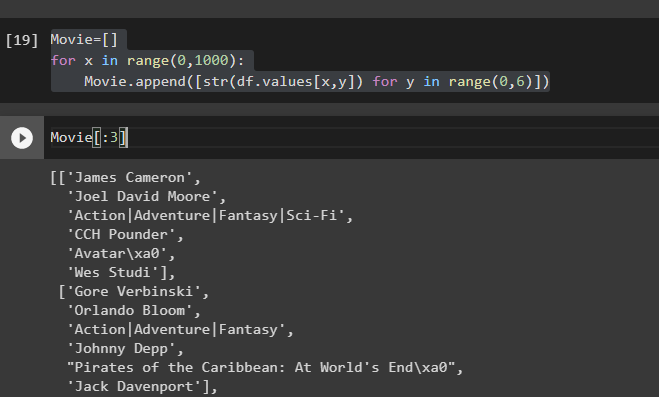 [19] Movie=[]
for x in range(0,1000):
    Movie.append([str(df.values[x,y]) for y in range(0,6)])
Movie[:3]
[['James Cameron',
  'Joel David Moore',
  'Action|Adventure|Fantasy|Sci-Fi',
  'CCH Pounder',
  'Avatar\xa0',
  'Wes Studi'],
 ['Gore Verbinski',
  'Orlando Bloom',
  'Action|Adventure|Fantasy',
  'Johnny Depp',
  "Pirates of the Caribbean: At World's End\xa0",
  'Jack Davenport'],